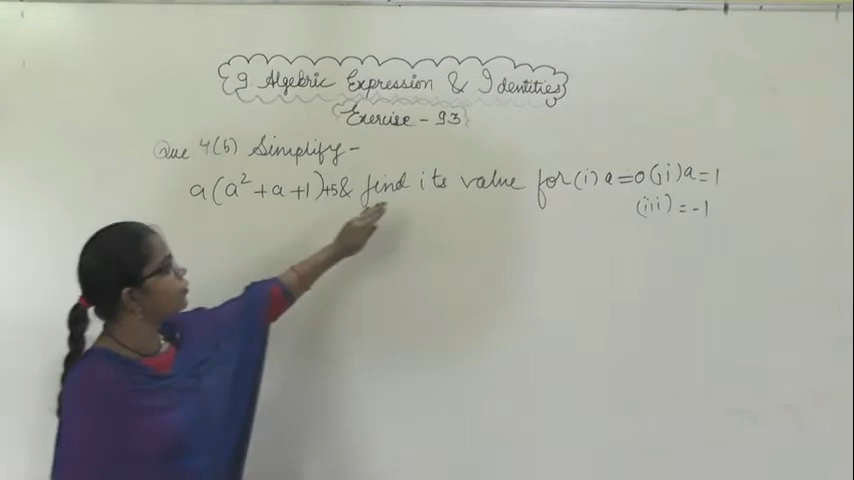 9. Algebric Expression & Identities
Exercise - 9.3
Que 4(b) Simplify-
a(a²+a+1)+5& find its value for (i) a=0 (ii) a=1
(iii) = -1